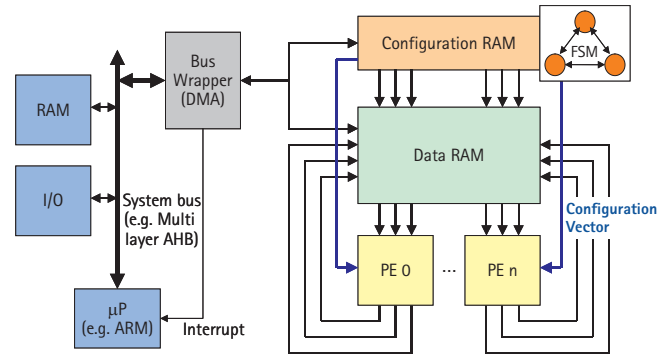 Bus
Wrapper
(DMA)
Configuration RAM
FSM
RAM
I/O
System bus
(e.g. Multi
layer AHB)
Data RAM
Configuration
Vector
PE 0
...
PE n
µP
(e.g. ARM)
Interrupt